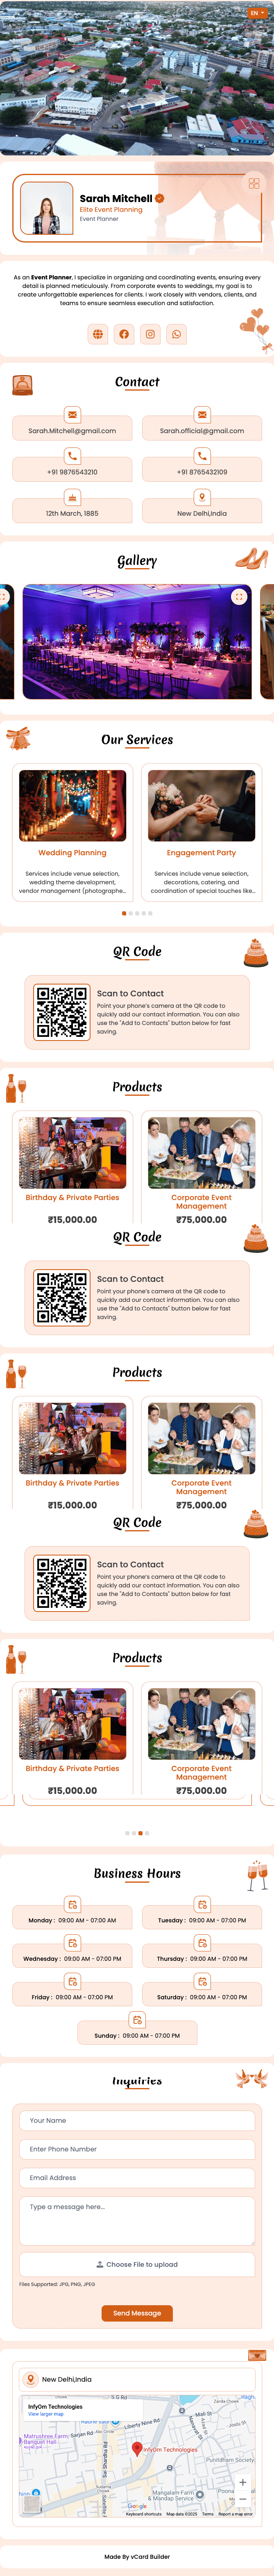 EN
Sarah Mitchell
Elite Event Planning
Event Planner
As an Event Planner, I specialize in organizing and coordinating events, ensuring every
detail is planned meticulously. From corporate events to weddings, my goal is to
create unforgettable experiences for clients. I work closely with vendors, clients, and
teams to ensure seamless execution and satisfaction.
Contact
Sarah.Mitchell@gmail.com
Sarah.official@gmail.com
+91 9876543210
+91 8765432109
12th March, 1885
New Delhi,India
Gallery
Our Services
Wedding Planning
Engagement Party
Services include venue selection,
wedding theme development,
vendor management (photographe...
Services include venue selection,
decorations, catering, and
coordination of special touches like...
QR Code
Scan to Contact
Point your phone's camera at the QR code to
quickly add our contact information. You can also
use the "Add to Contacts" button below for fast
saving.
Products
Birthday & Private Parties
₹15,000.00
Corporate Event
Management
₹75,000.00
QR Code
Scan to Contact
Point your phone's camera at the QR code to
quickly add our contact information. You can also
use the "Add to Contacts" button below for fast
saving.
Products
Birthday & Private Parties
₹15,000.00
Corporate Event
Management
₹75,000.00
QR Code
Scan to Contact
Point your phone's camera at the QR code to
quickly add our contact information. You can also
use the "Add to Contacts" button below for fast
saving.
Products
Birthday & Private Parties
₹15,000.00
Corporate Event
Management
₹75,000.00
Business Hours
Monday : 09:00 AM - 07:00 AM
Tuesday : 09:00 AM - 07:00 PM
Wednesday : 09:00 AM - 07:00 PM
Thursday : 09:00 AM - 07:00 PM
Friday : 09:00 AM - 07:00 PM
Saturday : 09:00 AM - 07:00 PM
Sunday : 09:00 AM - 07:00 PM
Inquiries
Your Name
Enter Phone Number
Email Address
Type a message here...
Choose File to upload
Files Supported: JPG, PNG, JPEG
Send Message
New Delhi,India
InfyOm Technologies
View larger map
Liberty Nine Rd
Sarjan Rd
Sai Shardha Rd
InfyOm Technologies
Mangalam Farm
& Mandap Service
Google
Keyboard shortcuts
Map data ©2025
Terms
Report a map error
Made By vCard Builder